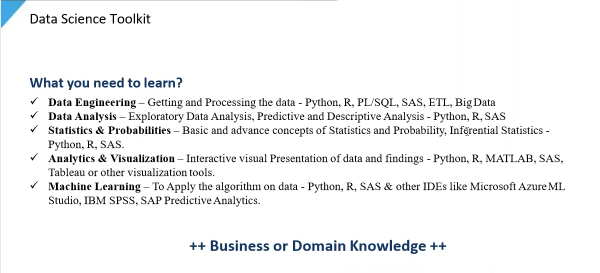 Data Science Toolkit
What you need to learn?
✓ Data Engineering – Getting and Processing the data - Python, R, PL/SQL, SAS, ETL, Big Data
✓ Data Analysis – Exploratory Data Analysis, Predictive and Descriptive Analysis - Python, R, SAS
✓ Statistics & Probabilities – Basic and advance concepts of Statistics and Probability, Inferential Statistics -
Python, R, SAS.
✓ Analytics & Visualization – Interactive visual Presentation of data and findings - Python, R, MATLAB, SAS,
Tableau or other visualization tools.
✓ Machine Learning – To Apply the algorithm on data - Python, R, SAS & other IDEs like Microsoft Azure ML
Studio, IBM SPSS, SAP Predictive Analytics.
++ Business or Domain Knowledge ++